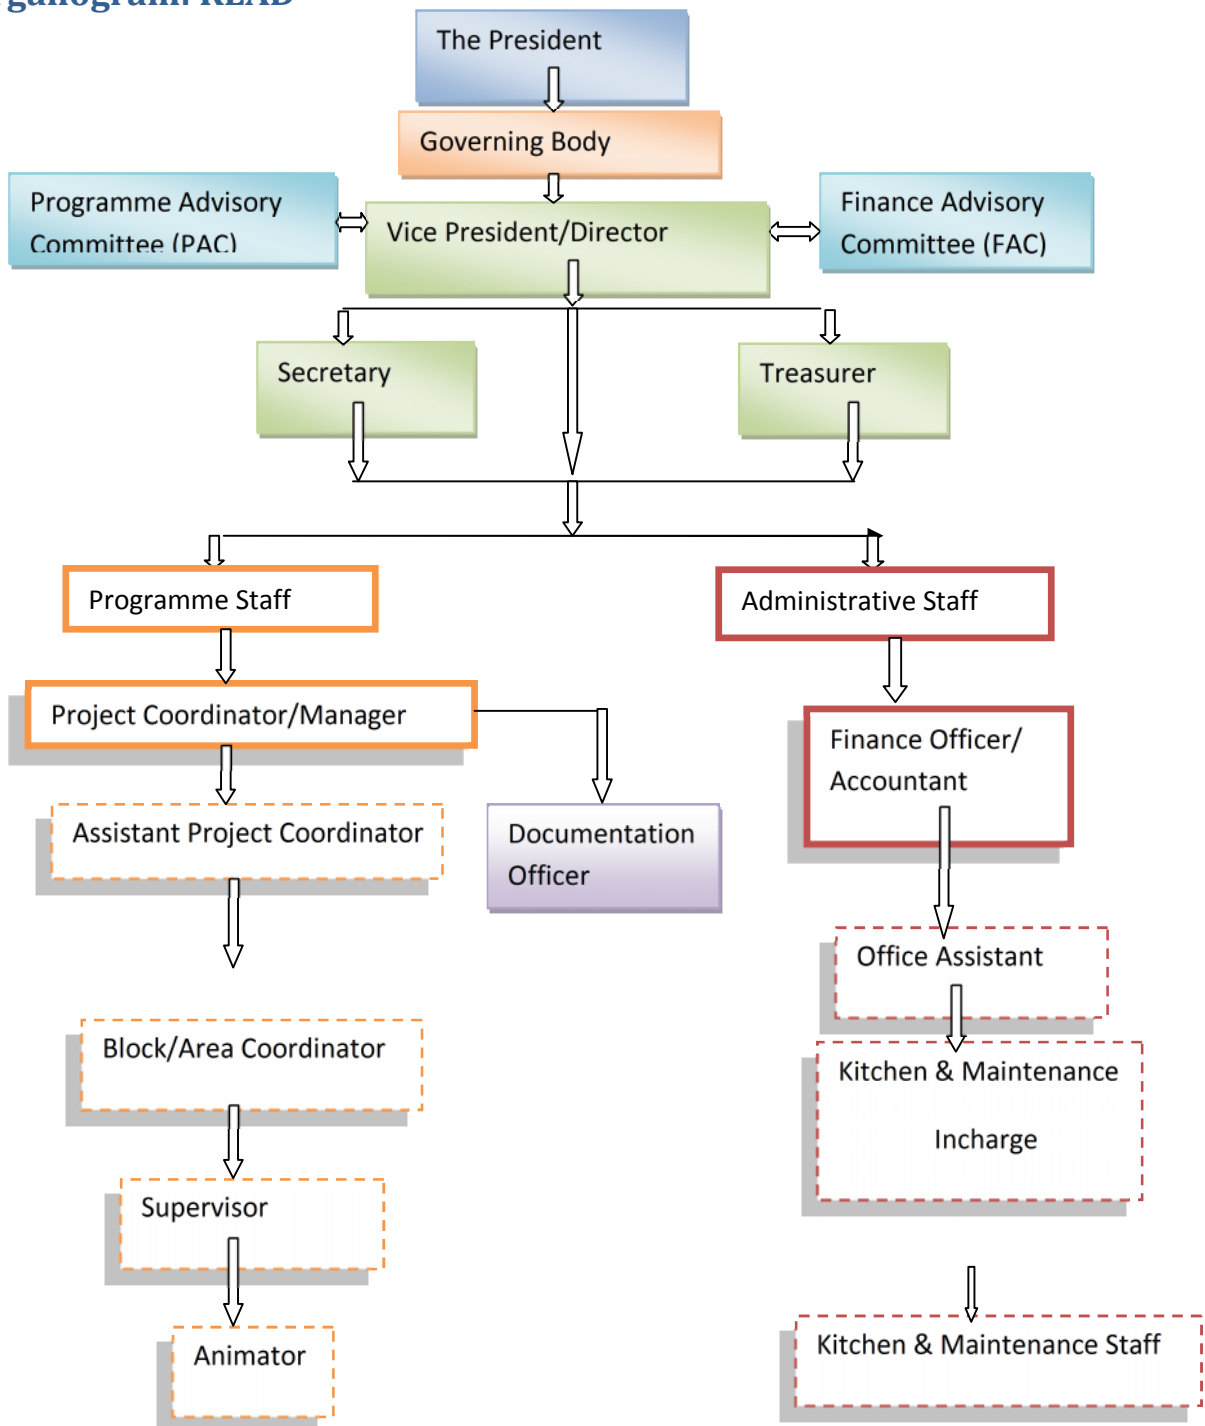 rganogram: READ
The President
Governing Body
Programme Advisory
Committee (PAC)
Vice President/Director
Finance Advisory
Committee (FAC)
Secretary
Treasurer
Programme Staff
Administrative Staff
Project Coordinator/Manager
Finance Officer/
Accountant
Assistant Project Coordinator
Documentation
Officer
Office Assistant
Block/Area Coordinator
Kitchen & Maintenance
Incharge
Supervisor
Animator
Kitchen & Maintenance Staff